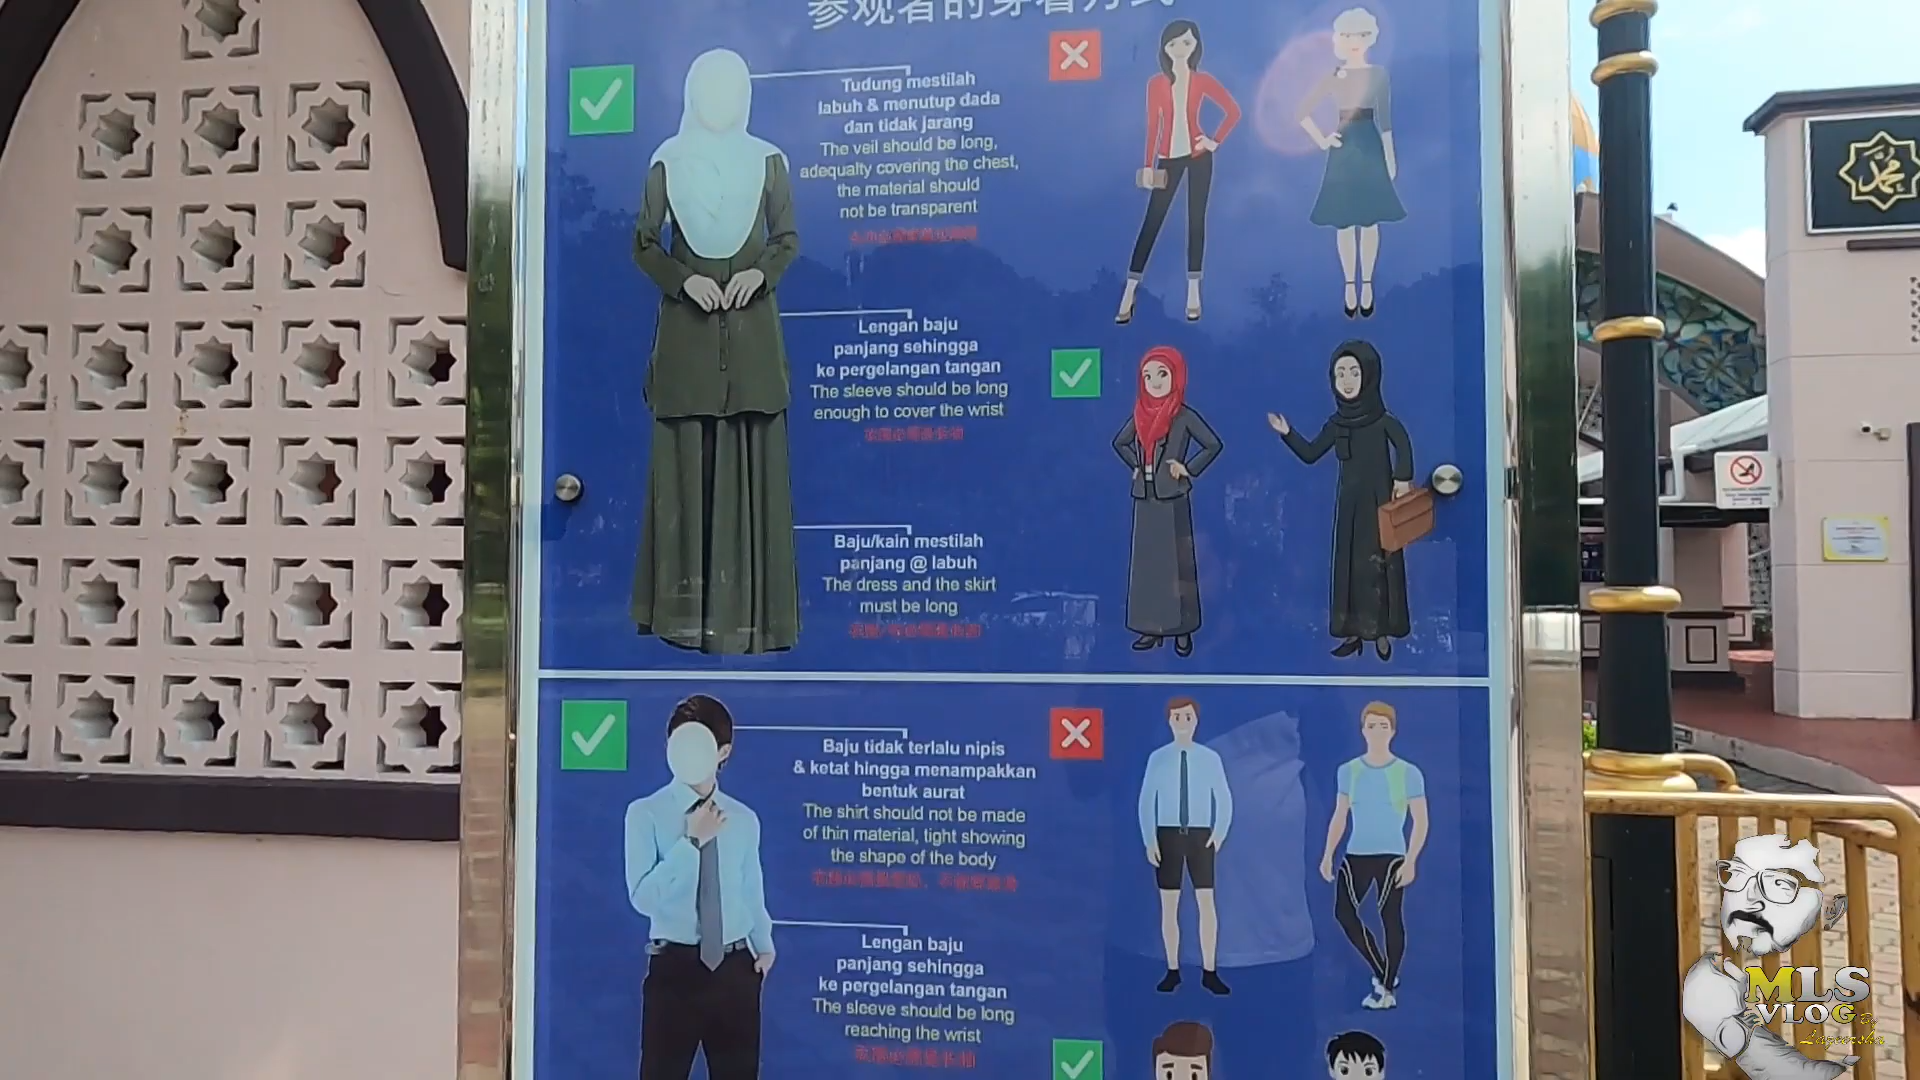 参观者的穿着方式
Tudung mestilah
labuh & menutup dada
dan tidak jarang
The veil should be long,
adequalty covering the chest,
the material should
not be transparent
Lengan baju
panjang sehingga
ke pergelangan tangan
The sleeve should be long
enough to cover the wrist
Baju/kain mestilah
panjang @ labuh
The dress and the skirt
must be long
Baju tidak terlalu nipis
& ketat hingga menampakkan
bentuk aurat
The shirt should not be made
of thin material, tight showing
the shape of the body
Lengan baju
panjang sehingga
ke pergelangan tangan
The sleeve should be long
reaching the wrist
محمد
MLS
VLOG
By